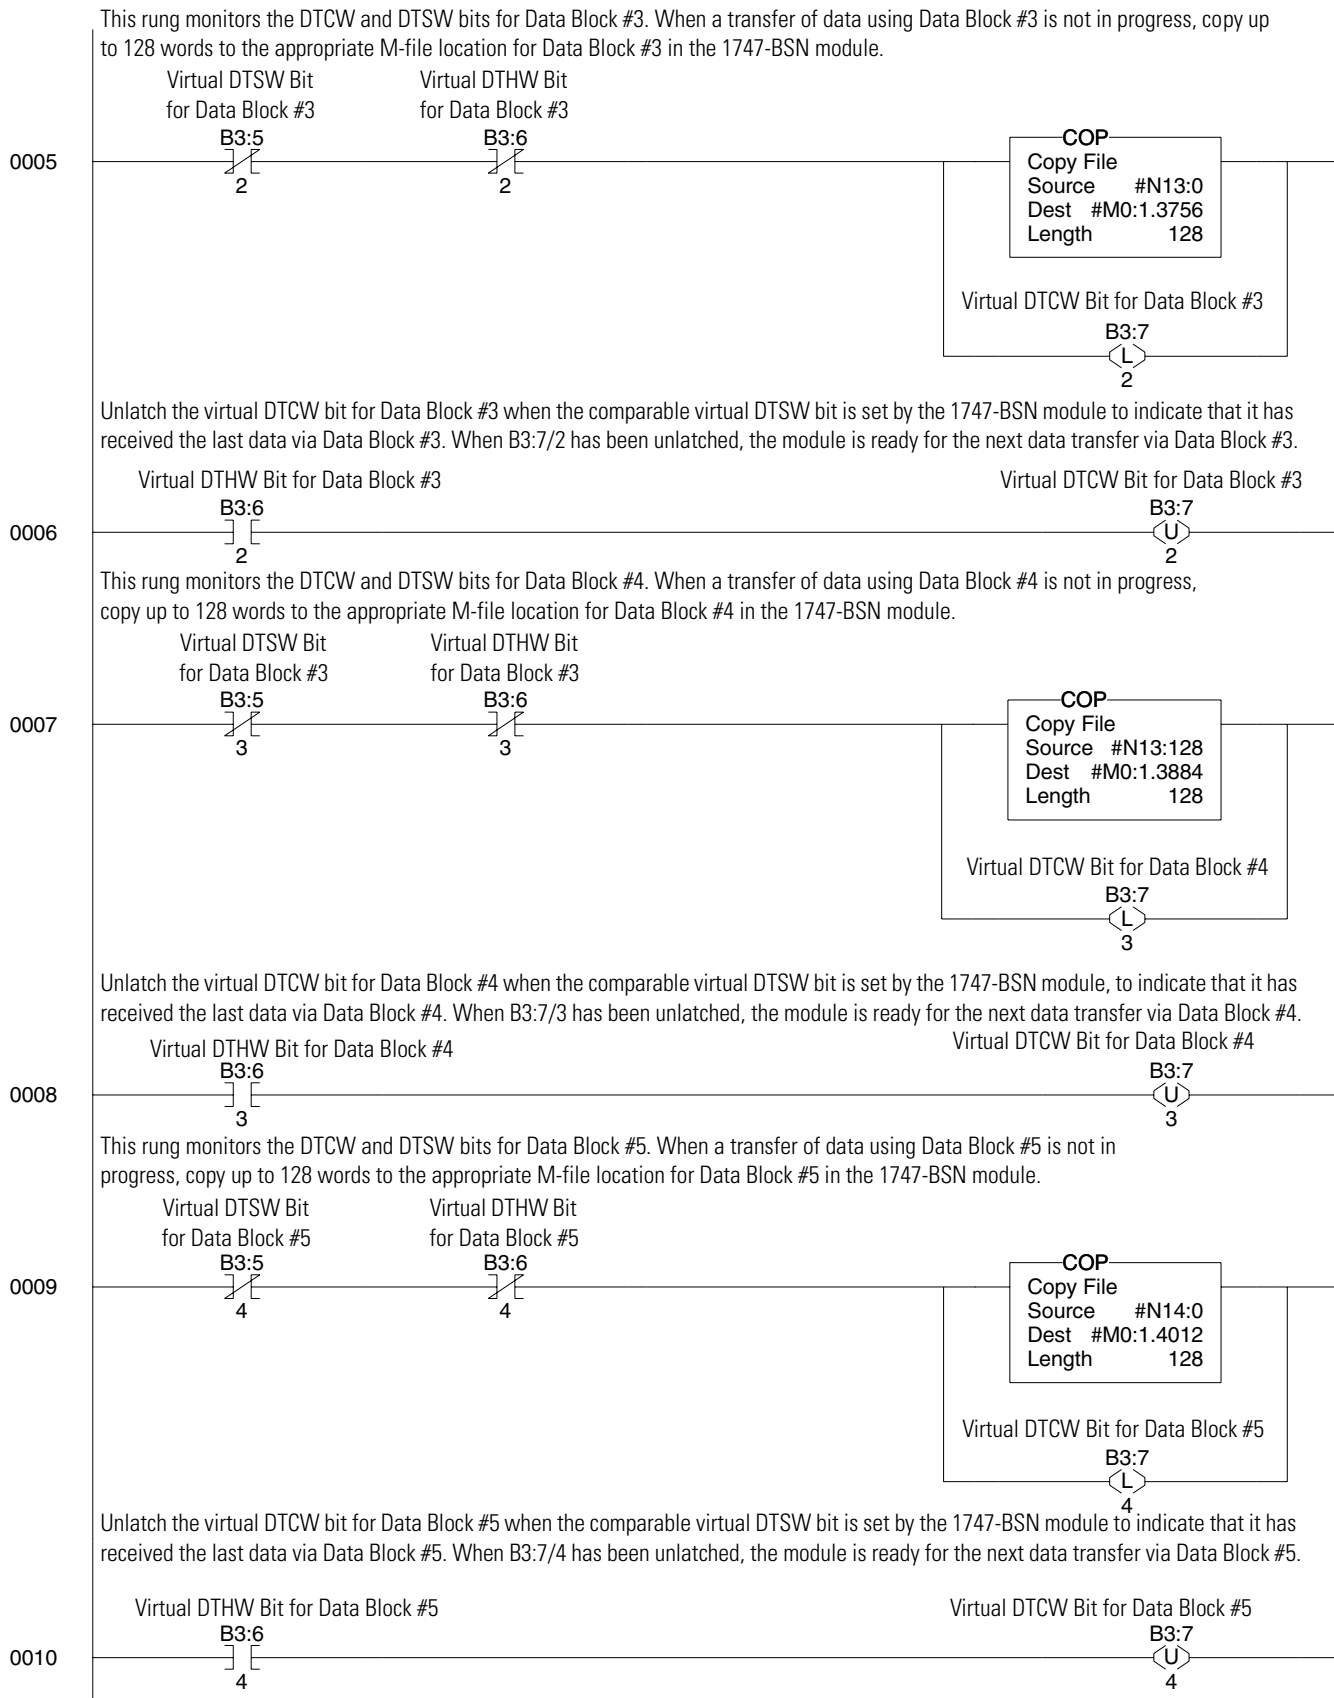 This rung monitors the DTCW and DTSW bits for Data Block #3. When a transfer of data using Data Block #3 is not in progress, copy up
to 128 words to the appropriate M-file location for Data Block #3 in the 1747-BSN module.
Virtual DTSW Bit
for Data Block #3
B3:5
2
Virtual DTHW Bit
for Data Block #3
B3:6
2
0005
COP
Copy File
Source #N13:0
Dest #M0:1.3756
Length 128
Virtual DTCW Bit for Data Block #3
B3:7
L
2
Unlatch the virtual DTCW bit for Data Block #3 when the comparable virtual DTSW bit is set by the 1747-BSN module to indicate that it has
received the last data via Data Block #3. When B3:7/2 has been unlatched, the module is ready for the next data transfer via Data Block #3.
Virtual DTHW Bit for Data Block #3
B3:6
2
Virtual DTCW Bit for Data Block #3
B3:7
U
2
0006
This rung monitors the DTCW and DTSW bits for Data Block #4. When a transfer of data using Data Block #4 is not in progress,
copy up to 128 words to the appropriate M-file location for Data Block #4 in the 1747-BSN module.
Virtual DTSW Bit
for Data Block #3
B3:5
3
Virtual DTHW Bit
for Data Block #3
B3:6
3
0007
COP
Copy File
Source #N13:128
Dest #M0:1.3884
Length 128
Virtual DTCW Bit for Data Block #4
B3:7
L
3
Unlatch the virtual DTCW bit for Data Block #4 when the comparable virtual DTSW bit is set by the 1747-BSN module, to indicate that it has
received the last data via Data Block #4. When B3:7/3 has been unlatched, the module is ready for the next data transfer via Data Block #4.
Virtual DTHW Bit for Data Block #4
B3:6
3
Virtual DTCW Bit for Data Block #4
B3:7
U
3
0008
This rung monitors the DTCW and DTSW bits for Data Block #5. When a transfer of data using Data Block #5 is not in
progress, copy up to 128 words to the appropriate M-file location for Data Block #5 in the 1747-BSN module.
Virtual DTSW Bit
for Data Block #5
B3:5
4
Virtual DTHW Bit
for Data Block #5
B3:6
4
0009
COP
Copy File
Source #N14:0
Dest #M0:1.4012
Length 128
Virtual DTCW Bit for Data Block #5
B3:7
L
4
Unlatch the virtual DTCW bit for Data Block #5 when the comparable virtual DTSW bit is set by the 1747-BSN module to indicate that it has
received the last data via Data Block #5. When B3:7/4 has been unlatched, the module is ready for the next data transfer via Data Block #5.
Virtual DTHW Bit for Data Block #5
B3:6
4
Virtual DTCW Bit for Data Block #5
B3:7
U
4
0010